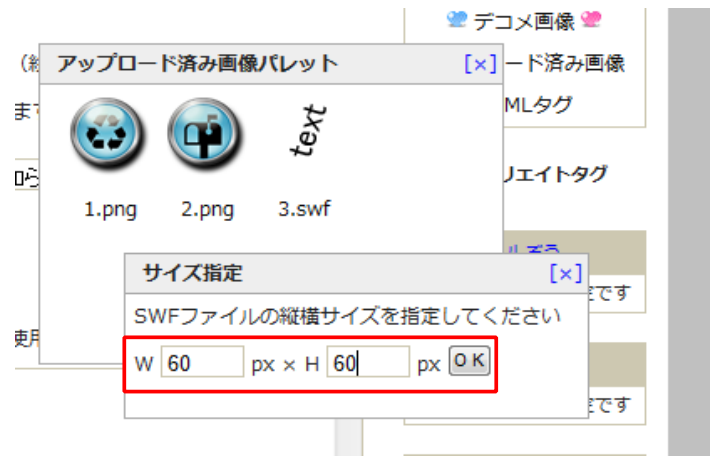 デコメ画像
アップロード済み画像パレット [×]
ード済み画像
MLタグ
text
1.png 2.png 3.swf
リエイトタグ
サイズ指定 [×]
SWFファイルの縦横サイズを指定してください
W 60 px × H 60 px OK
です
です